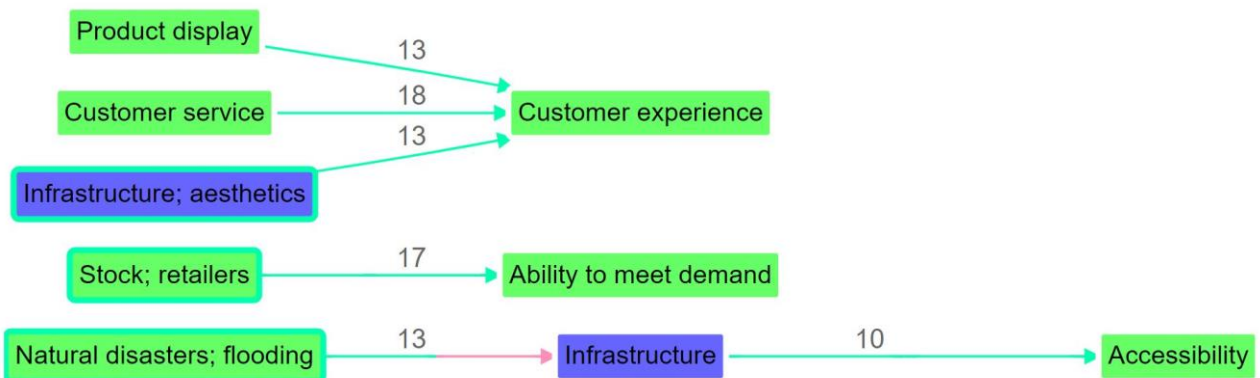 Product display
13
Customer service
18
Customer experience
13
Infrastructure; aesthetics
Stock; retailers
17
Ability to meet demand
Natural disasters; flooding
13
Infrastructure
10
Accessibility